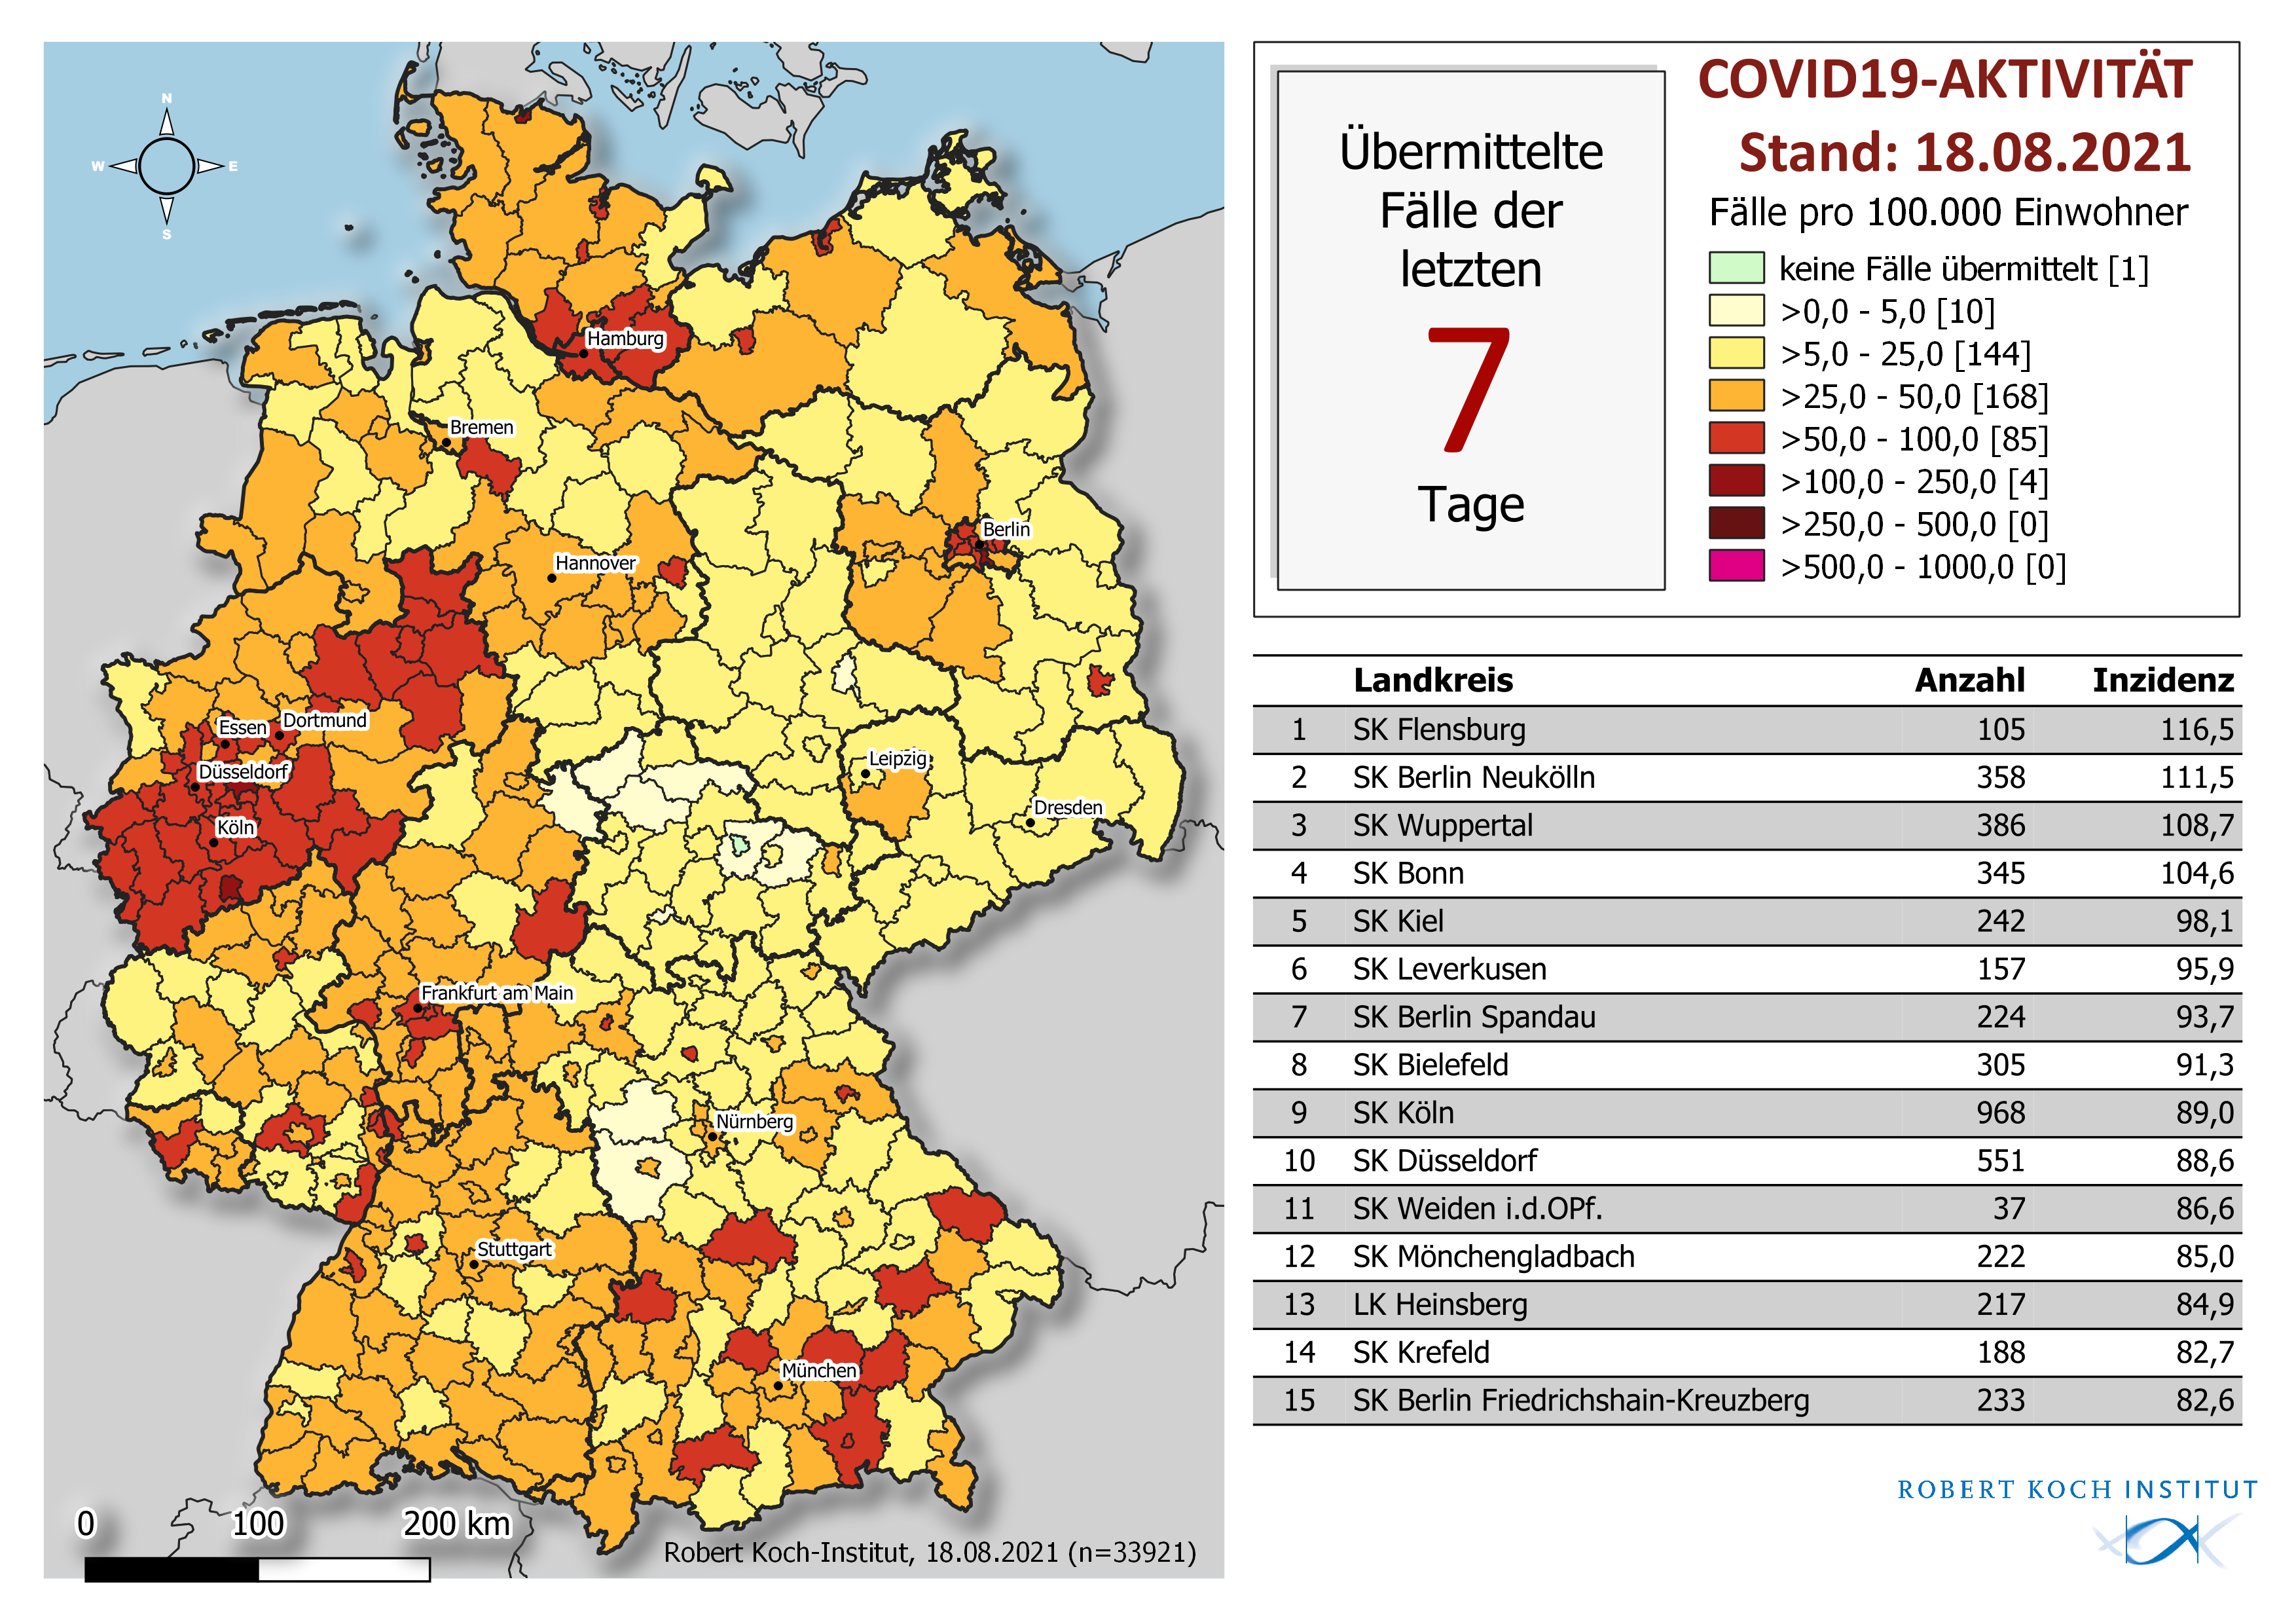 N
W
E
S
Hamburg
Bremen
Berlin
Hannover
Essen
Dortmund
Düsseldorf
Leipzig
Dresden
Köln
Frankfurt am Main
Nürnberg
Stuttgart
München
0 100 200 km
Robert Koch-Institut, 18.08.2021 (n=33921)
Übermittelte
Fälle der
letzten
7
Tage
COVID19-AKTIVITÄT
Stand: 18.08.2021
Fälle pro 100.000 Einwohner
keine Fälle übermittelt [1]
>0,0 - 5,0 [10]
>5,0 - 25,0 [144]
>25,0 - 50,0 [168]
>50,0 - 100,0 [85]
>100,0 - 250,0 [4]
>250,0 - 500,0 [0]
>500,0 - 1000,0 [0]
Landkreis Anzahl Inzidenz
1 SK Flensburg 105 116,5
2 SK Berlin Neukölln 358 111,5
3 SK Wuppertal 386 108,7
4 SK Bonn 345 104,6
5 SK Kiel 242 98,1
6 SK Leverkusen 157 95,9
7 SK Berlin Spandau 224 93,7
8 SK Bielefeld 305 91,3
9 SK Köln 968 89,0
10 SK Düsseldorf 551 88,6
11 SK Weiden i.d.OPf. 37 86,6
12 SK Mönchengladbach 222 85,0
13 LK Heinsberg 217 84,9
14 SK Krefeld 188 82,7
15 SK Berlin Friedrichshain-Kreuzberg 233 82,6
ROBERT KOCH INSTITUT